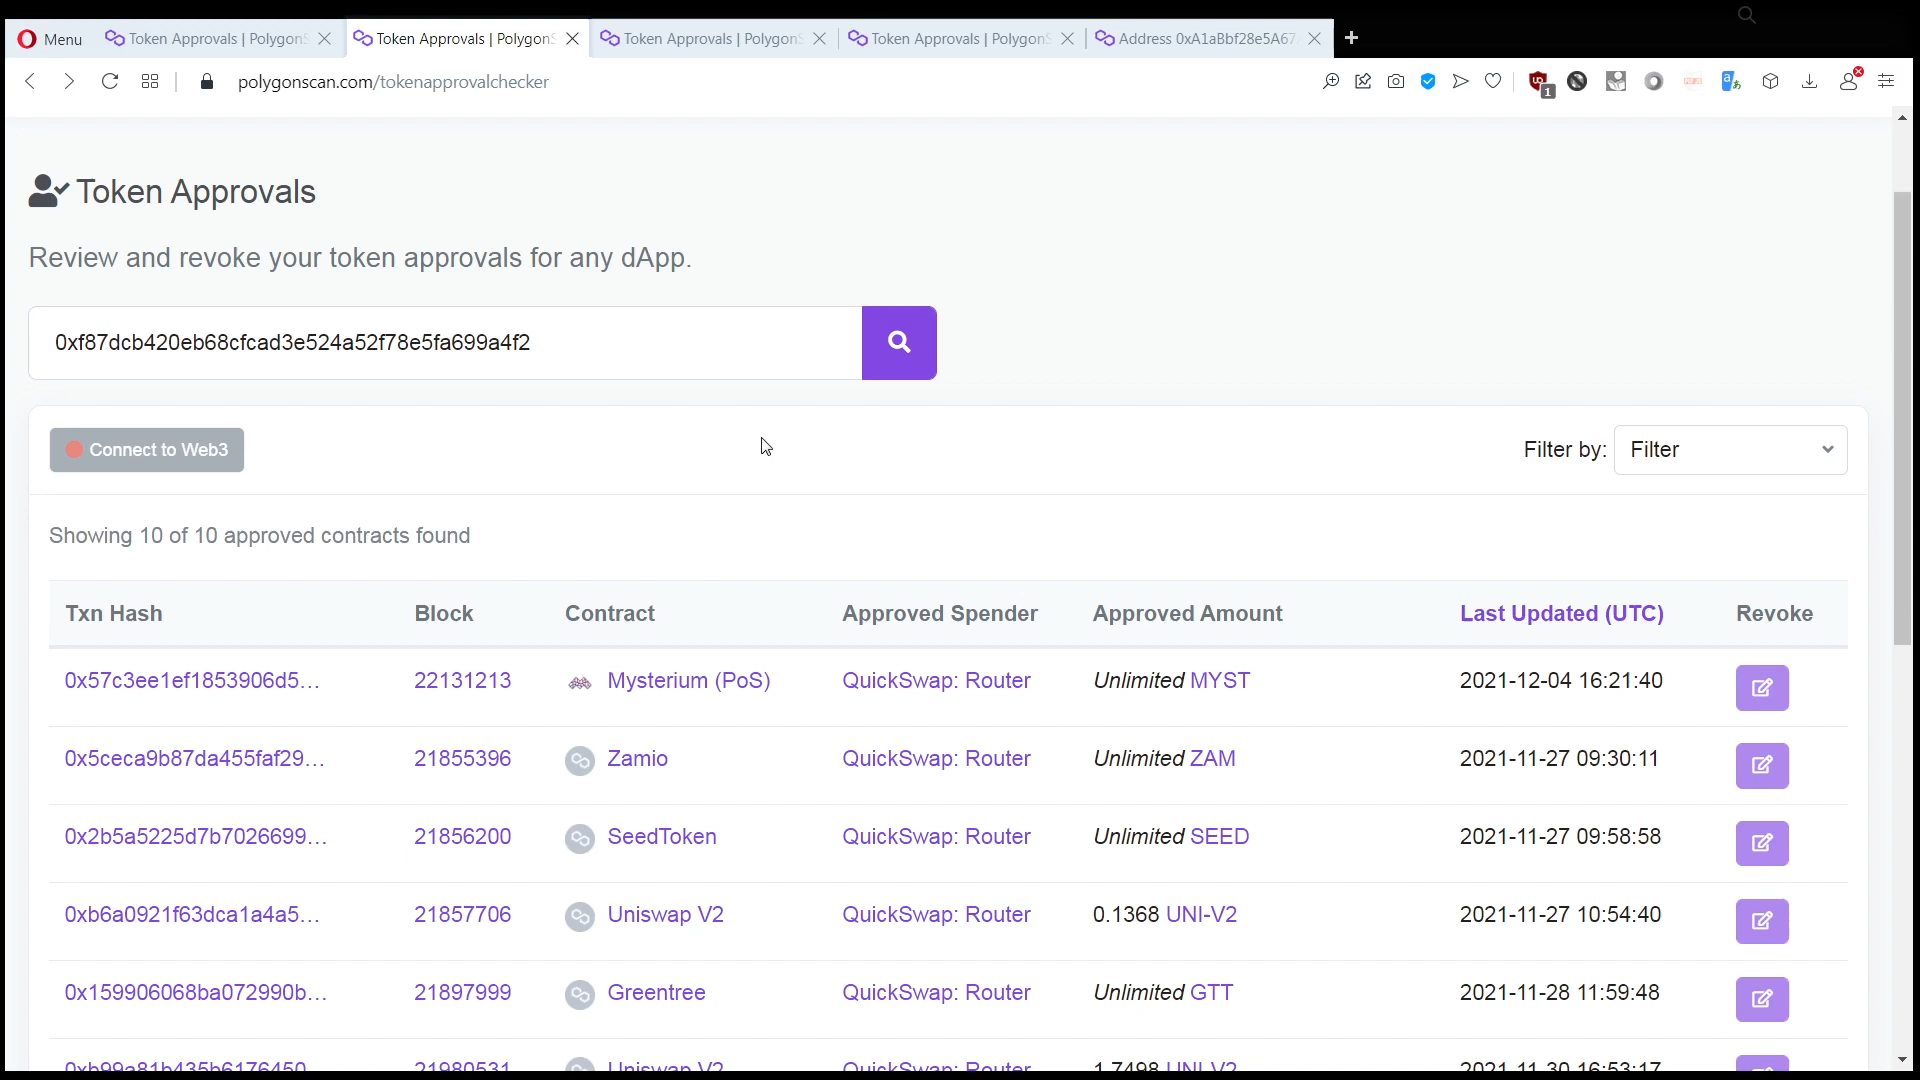 Menu
Token Approvals | Polygon
Token Approvals | Polygon
Token Approvals | Polygon
Token Approvals | Polygon
Address 0xA1aBbf28e5A67
polygonscan.com/tokenapprovalchecker
1
Token Approvals
Review and revoke your token approvals for any dApp.
0xf87dcb420eb68cfcad3e524a52f78e5fa699a4f2
Connect to Web3
Filter by: Filter
Showing 10 of 10 approved contracts found
Txn Hash Block Contract Approved Spender Approved Amount Last Updated (UTC) Revoke
0x57c3ee1ef1853906d5... 22131213 Mysterium (PoS) QuickSwap: Router Unlimited MYST 2021-12-04 16:21:40
0x5ceca9b87da455faf29... 21855396 Zamio QuickSwap: Router Unlimited ZAM 2021-11-27 09:30:11
0x2b5a5225d7b7026699... 21856200 SeedToken QuickSwap: Router Unlimited SEED 2021-11-27 09:58:58
0xb6a0921f63dca1a4a5... 21857706 Uniswap V2 QuickSwap: Router 0.1368 UNI-V2 2021-11-27 10:54:40
0x159906068ba072990b... 21897999 Greentree QuickSwap: Router Unlimited GTT 2021-11-28 11:59:48
0xb99a81b435b6176450... 21980531 Uniswap V2 QuickSwap: Router 1.7498 UNI-V2 2021-11-30 16:53:17